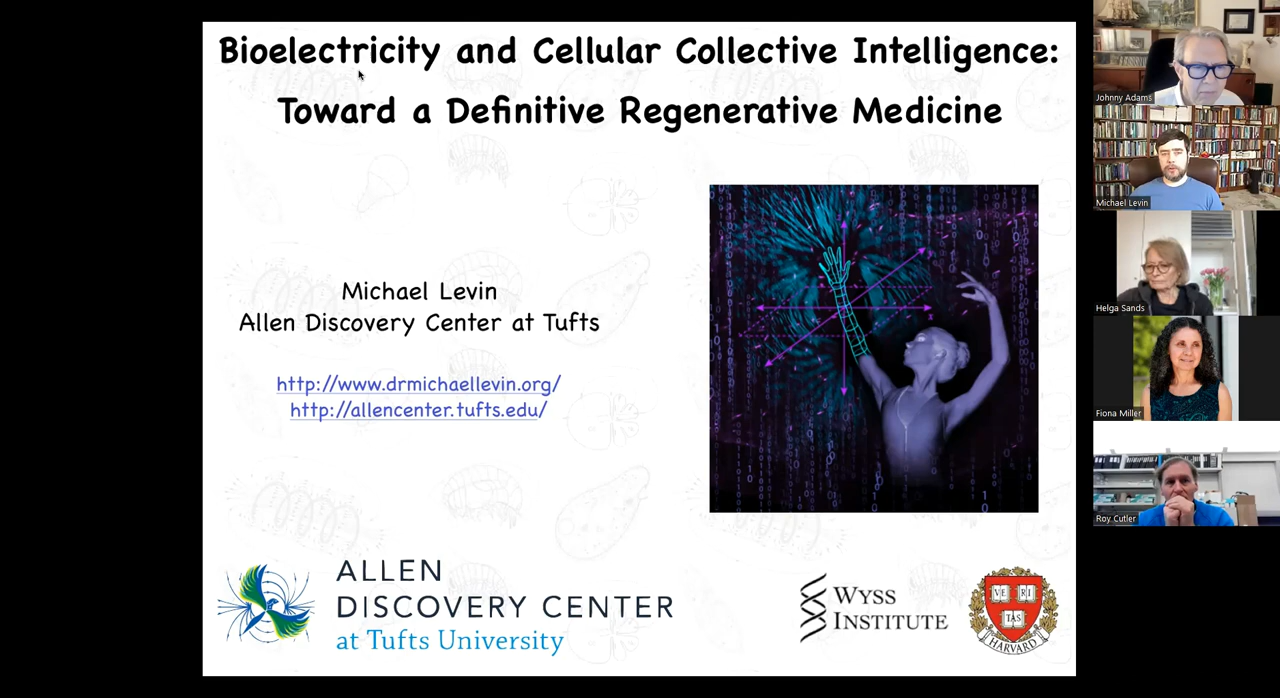 Bioelectricity and Cellular Collective Intelligence:
Toward a Definitive Regenerative Medicine
Michael Levin
Allen Discovery Center at Tufts
http://www.drmichaellevin.org/
http://allencenter.tufts.edu/
ALLEN
DISCOVERY CENTER
at Tufts University
WYSS
INSTITUTE
VE RI
TAS
HARVARD
Johnny Adams
Michael Levin
Helga Sands
Fiona Miller
Roy Cutler